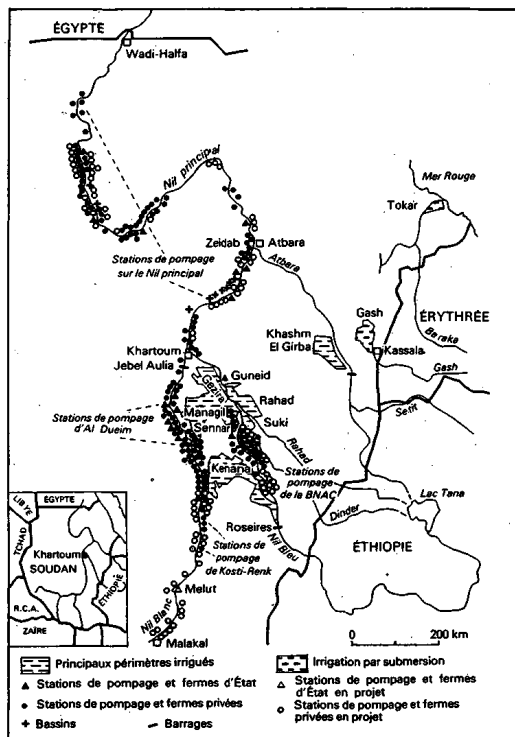 ÉGYPTE
Wadi-Halfa
Nil principal
Mer Rouge
Tokar
Zeidab
Atbara
Stations de pompage
sur le Nil principal
Atbara
Gash
ÉRYTHRÉE
Khashm
El Girba
Baraka
Kassala
Khartoum
Jebel Aulia
Guneid
Gash
Gezira
Rahad
Setit
Stations de pompage
d'Al Dueim
Managil
Suki
Sennar
Rahad
Kenana
Stations de
pompage
de la BNAC
Lac Tana
Dinder
Roseires
Nil Bleu
ÉTHIOPIE
Stations de
pompage
de Kosti-Renk
Melut
Nil Blanc
Malakal
0 200 km
LIBYE
ÉGYPTE
TCHAD
Khartoum
SOUDAN
ÉTHIOPIE
R.C.A.
ZAÏRE
Principaux périmètres irrigués
Stations de pompage et fermes d'État
Stations de pompage et fermes privées
Bassins
Barrages
Irrigation par submersion
Stations de pompage et fermes
d'État en projet
Stations de pompage et fermes
privées en projet